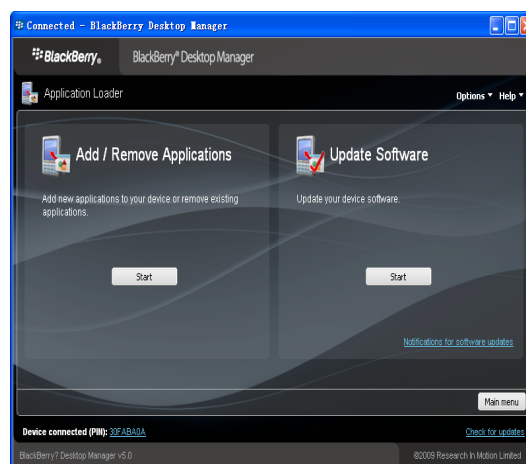 Connected - BlackBerry Desktop Manager
BlackBerry® BlackBerry® Desktop Manager
Application Loader Options Help
Add / Remove Applications
Add new applications to your device or remove existing
applications.
Start
Update Software
Update your device software.
Start
Notifications for software updates
Main menu
Device connected (PIN): 30FABA0A Check for updates
BlackBerry? Desktop Manager v5.0 ©2009 Research In Motion Limited